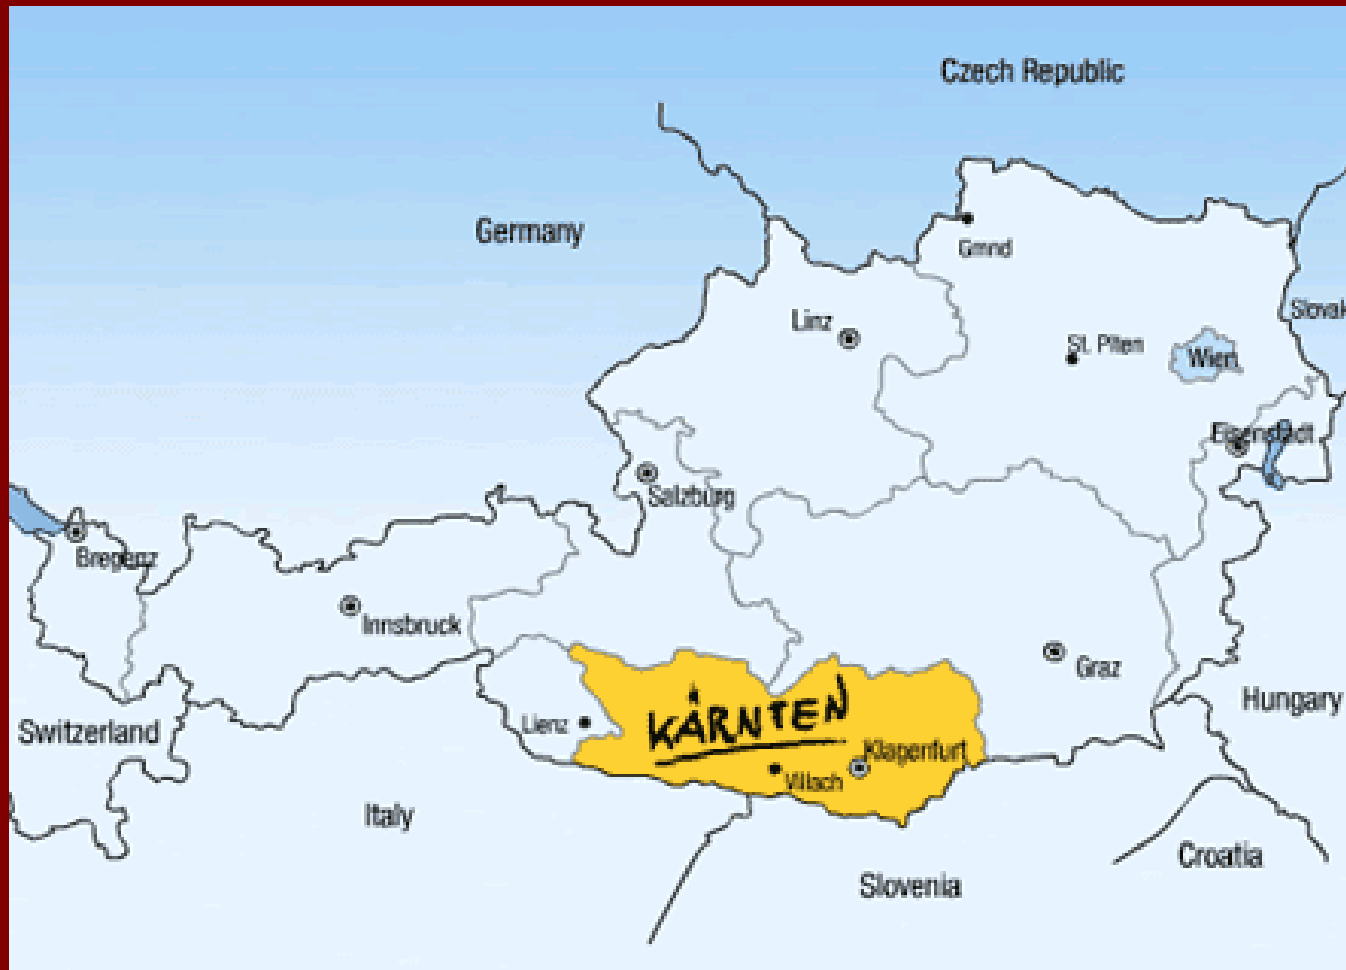 Czech Republic
Germany
Gmnd
Slovak
Linz
St. Plten
Wien
Eisenstadt
Salzburg
Bregenz
Innsbruck
Graz
Hungary
Switzerland
Lienz
KÄRNTEN
Klagenfurt
Villach
Italy
Croatia
Slovenia